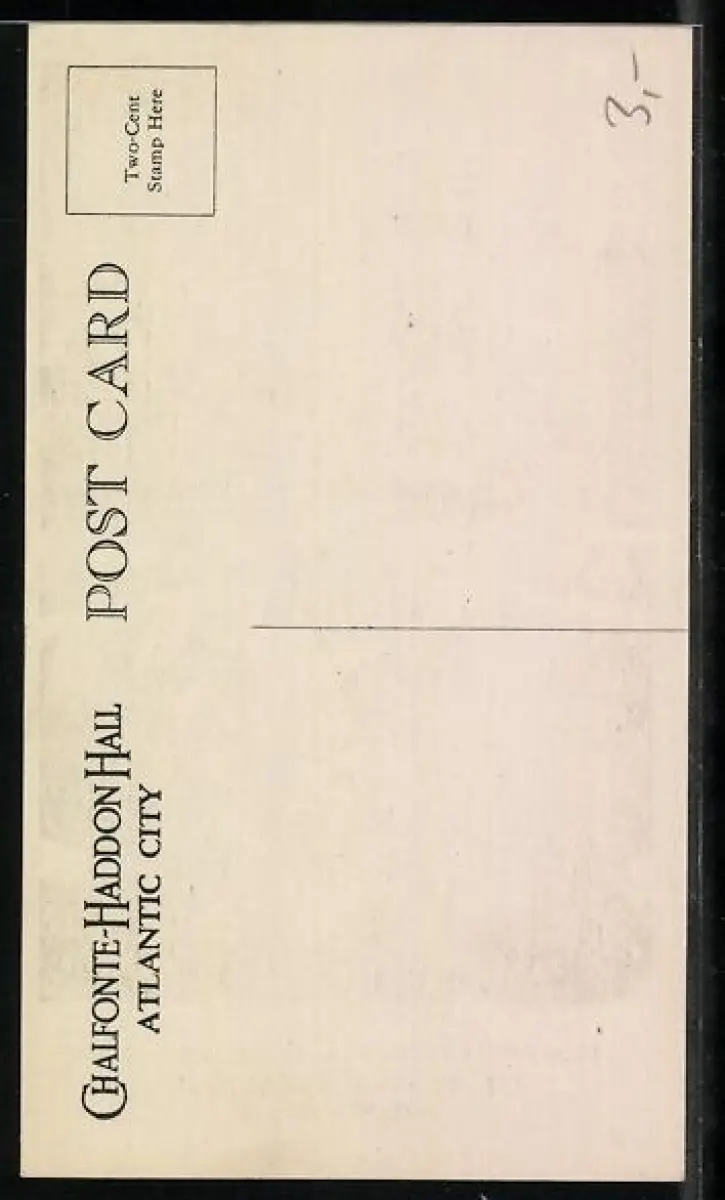 CHALFONTE-HADDON HALL
ATLANTIC CITY
POST CARD
Two-Cent
Stamp Here
3,-